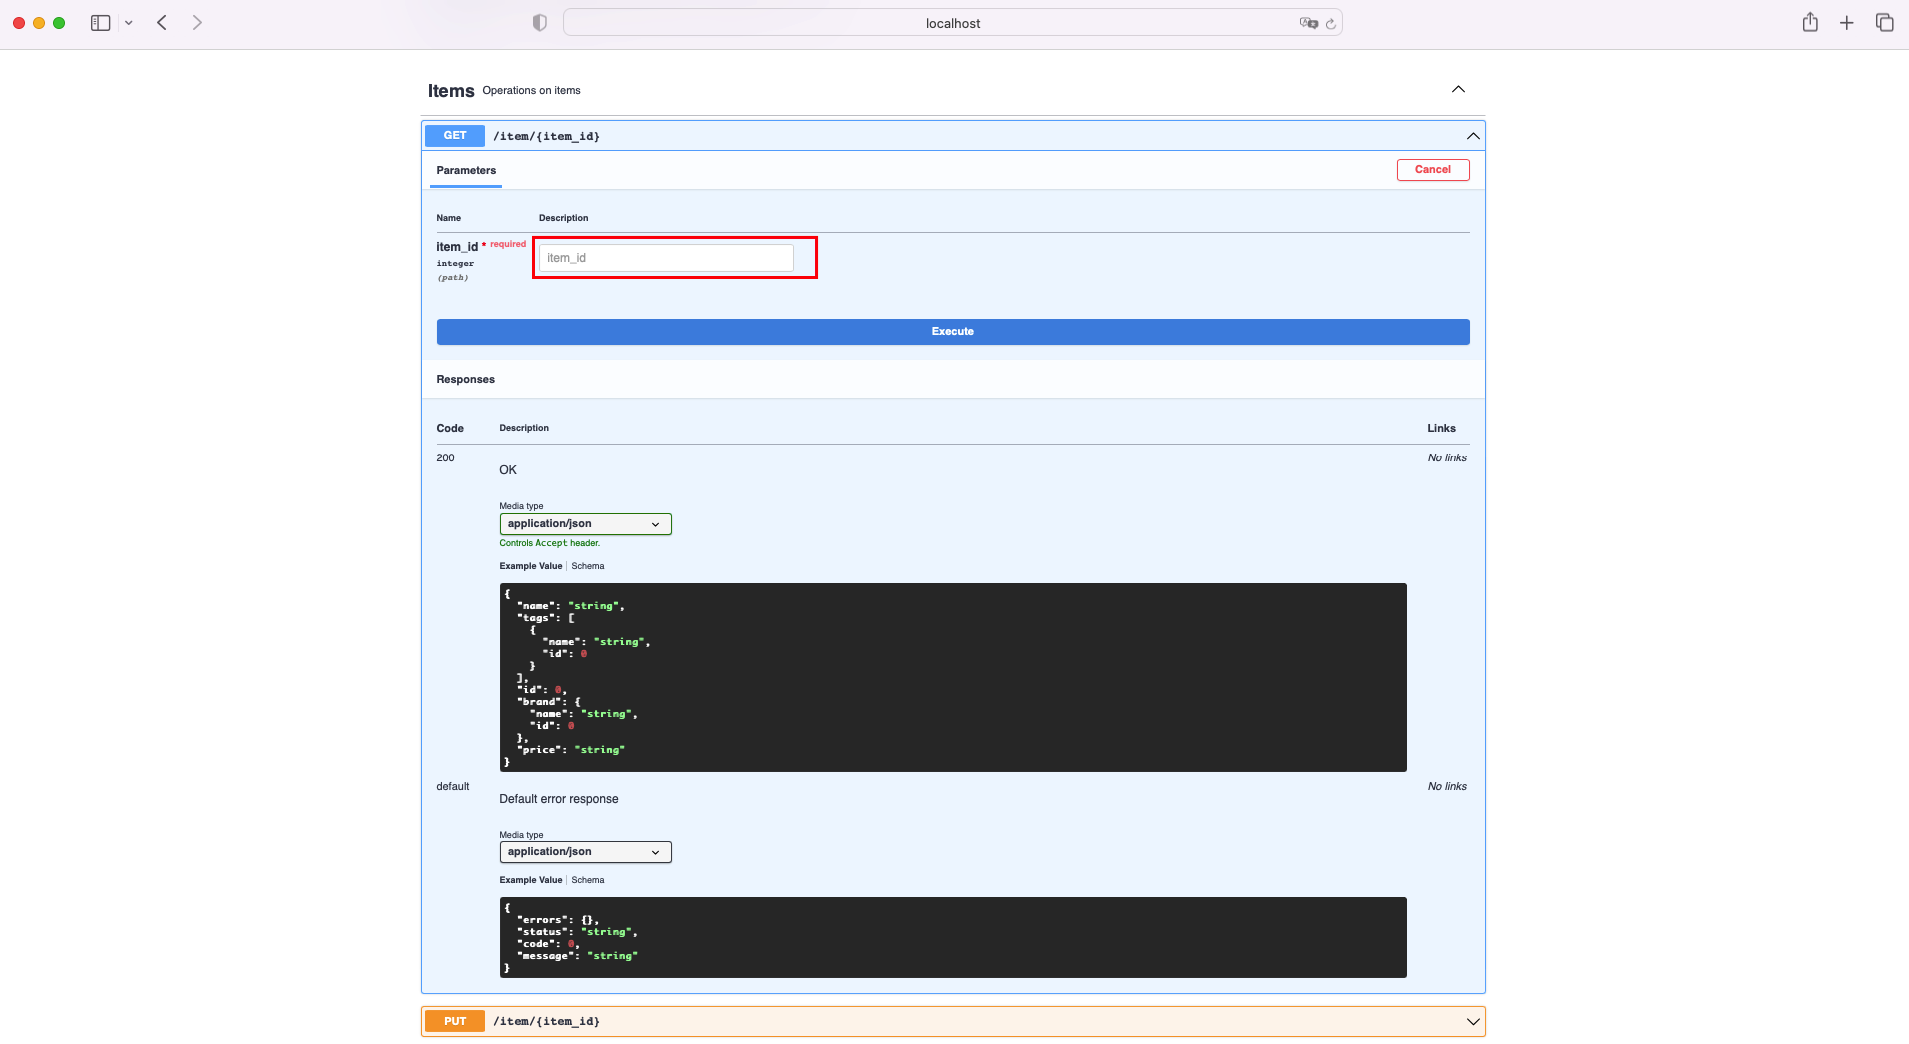 localhost
Items Operations on items
GET /item/{item_id}
Parameters Cancel
Name Description
item_id * required
integer
(path)
item_id
Execute
Responses
Code Description Links
200 No links
OK
Media type
application/json
Controls Accept header.
Example Value | Schema
{
  "name": "string",
  "tags": [
    {
      "name": "string",
      "id": 0
    }
  ],
  "id": 0,
  "brand": {
    "name": "string",
    "id": 0
  },
  "price": "string"
}
default No links
Default error response
Media type
application/json
Example Value | Schema
{
  "errors": {},
  "status": "string",
  "code": 0,
  "message": "string"
}
PUT /item/{item_id}